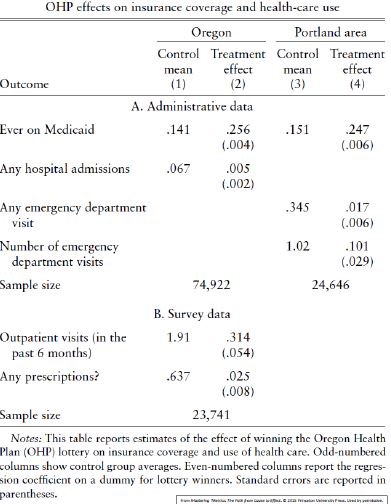 OHP effects on insurance coverage and health-care use
Oregon Portland area
Control Treatment Control Treatment
mean effect mean effect
Outcome (1) (2) (3) (4)
A. Administrative data
Ever on Medicaid .141 .256 .151 .247
(.004) (.006)
Any hospital admissions .067 .005
(.002)
Any emergency department .345 .017
visit (.006)
Number of emergency 1.02 .101
department visits (.029)
Sample size 74,922 24,646
B. Survey data
Outpatient visits (in the 1.91 .314
past 6 months) (.054)
Any prescriptions? .637 .025
(.008)
Sample size 23,741
Notes: This table reports estimates of the effect of winning the Oregon Health
Plan (OHP) lottery on insurance coverage and use of health care. Odd-numbered
columns show control group averages. Even-numbered columns report the regres-
sion coefficient on a dummy for lottery winners. Standard errors are reported in
parentheses.
From Mastering 'Metrics: The Path from Cause to Effect. © 2015 Princeton University Press. Used by permission.